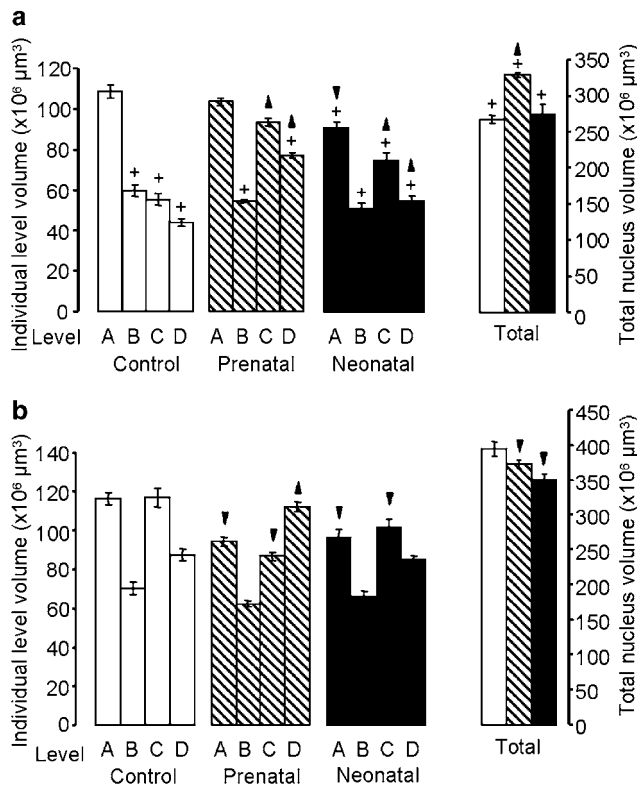 a
Individual level volume (x10⁶ µm³)
120
100
80
60
40
20
0
+ + +
+ +
+ + + +
+ + +
350
300
250
200
150
100
50
0
Total nucleus volume (x10⁶ µm³)
Level A B C D A B C D A B C D
Control Prenatal Neonatal Total
b
Individual level volume (x10⁶ µm³)
140
120
100
80
60
40
20
0
450
400
350
300
250
200
150
100
50
0
Total nucleus volume (x10⁶ µm³)
Level A B C D A B C D A B C D
Control Prenatal Neonatal Total